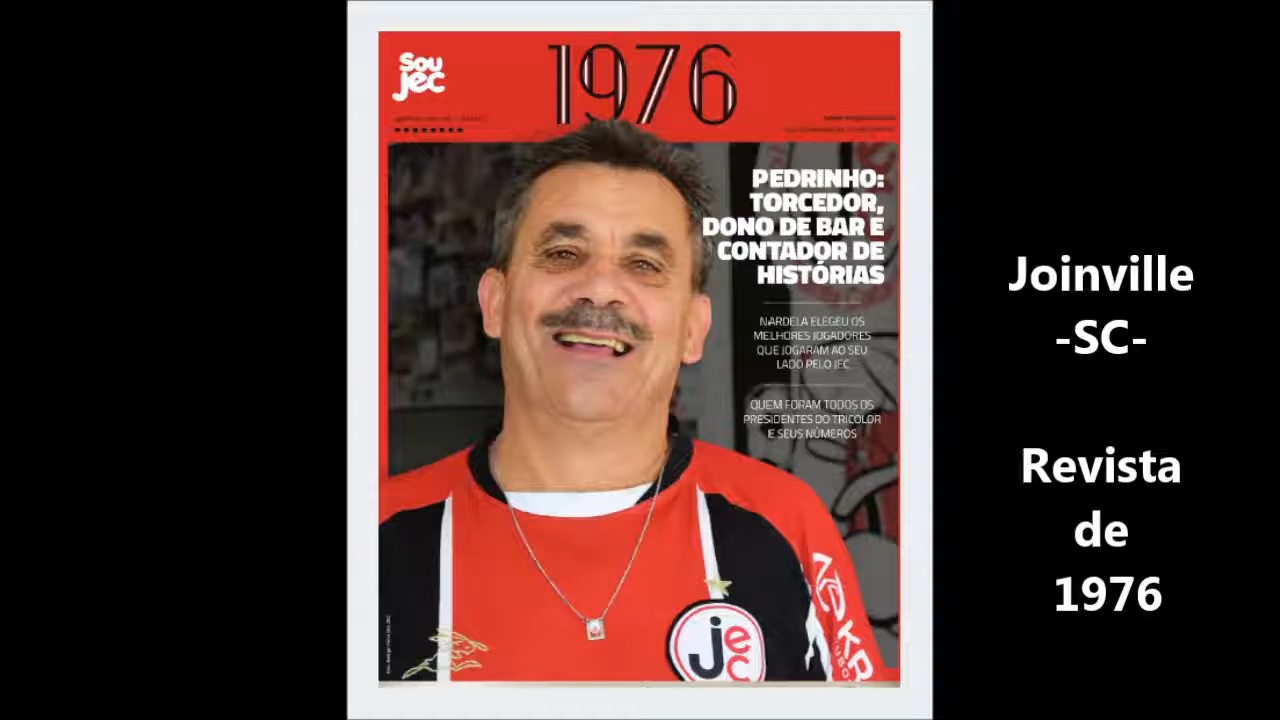 Sou
jec
1976
PEDRINHO:
TORCEDOR,
DONO DE BAR E
CONTADOR DE
HISTÓRIAS
NARDELA ELEGEU OS
MELHORES JOGADORES
QUE JOGARAM AO SEU
LADO PELO JEC
QUEM FORAM TODOS OS
PRESIDENTES DO TRICOLOR
E SEUS NÚMEROS
jec
Joinville
-SC-
Revista
de
1976